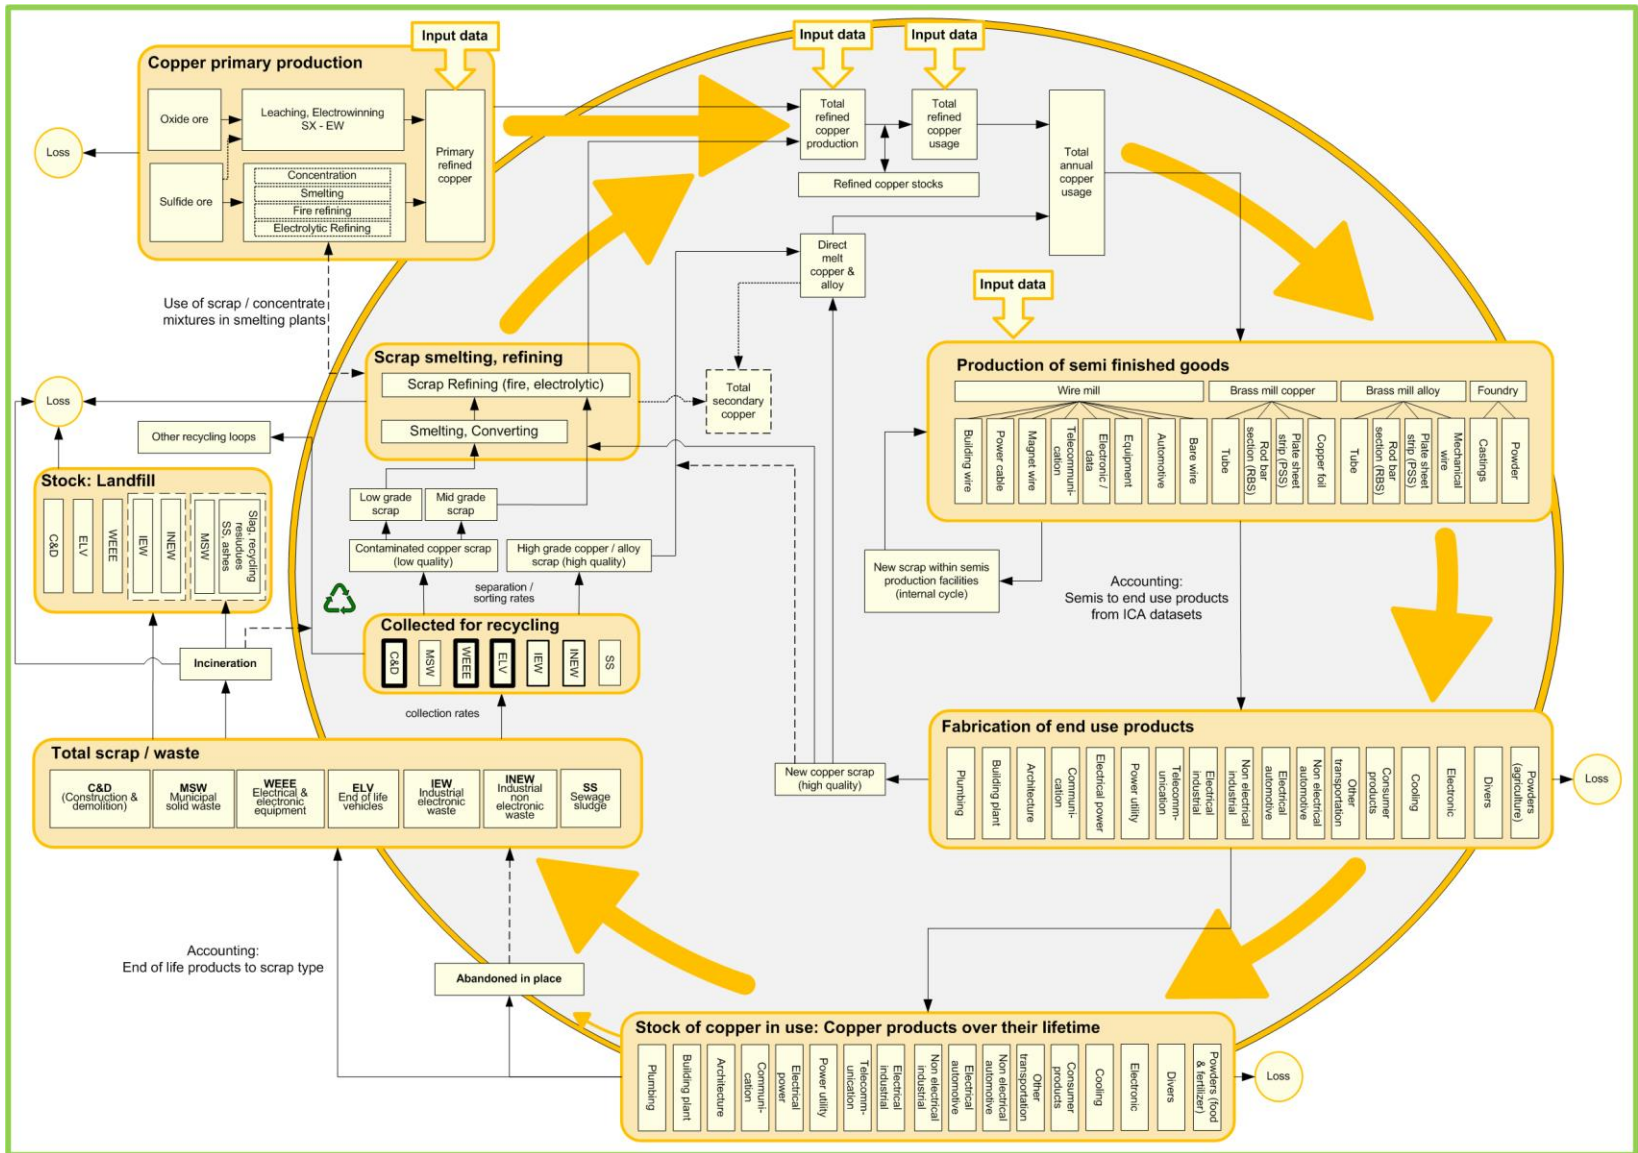 Input data
Copper primary production
Oxide ore
Leaching, Electrowinning
SX - EW
Sulfide ore
Concentration
Smelting
Fire refining
Electrolytic Refining
Primary
refined
copper
Loss
Input data
Input data
Total
refined
copper
production
Total
refined
copper
usage
Refined copper stocks
Total
annual
copper
usage
Direct
melt
copper &
alloy
Use of scrap / concentrate
mixtures in smelting plants
Scrap smelting, refining
Scrap Refining (fire, electrolytic)
Smelting, Converting
Total
secondary
copper
Input data
Production of semi finished goods
Wire mill
Brass mill copper
Brass mill alloy
Foundry
Building wire
Power cable
Magnet wire
Telecommuni-
cation
Electronic /
data
Equipment
Automotive
Bare wire
Tube
Rod bar
section (RBS)
Plate sheet
strip (PSS)
Copper foil
Tube
Rod bar
section (RBS)
Plate sheet
strip (PSS)
Mechanical
wire
Castings
Powder
Loss
Other recycling loops
Stock: Landfill
C&D
ELV
WEEE
IEW
INEW
MSW
Slag, recycling
resiudues
SS, ashes
Low grade
scrap
Mid grade
scrap
Contaminated copper scrap
(low quality)
High grade copper / alloy
scrap (high quality)
separation /
sorting rates
Collected for recycling
C&D
MSW
WEEE
ELV
IEW
INEW
SS
Incineration
collection rates
New scrap within semis
production facilities
(internal cycle)
Accounting:
Semis to end use products
from ICA datasets
Total scrap / waste
C&D
(Construction &
demolition)
MSW
Municipal
solid waste
WEEE
Electrical &
electronic
equipment
ELV
End of life
vehicles
IEW
Industrial
electronic
waste
INEW
Industrial
non
electronic
waste
SS
Sewage
sludge
New copper scrap
(high quality)
Fabrication of end use products
Plumbing
Building plant
Architecture
Communi-
cation
Electrical power
Power utility
Telecomm-
unication
Electrical
industrial
Non electrical
industrial
Electrical
automotive
Non electrical
automotive
Other
transportation
Consumer
products
Cooling
Electronic
Divers
Powders
(agriculture)
Loss
Accounting:
End of life products to scrap type
Abandoned in place
Stock of copper in use: Copper products over their lifetime
Plumbing
Building plant
Architecture
Communi-
cation
Electrical
power
Power utility
Telecomm-
unication
Electrical
industrial
Non electrical
industrial
Electrical
automotive
Non electrical
automotive
Other
transportation
Consumer
products
Cooling
Electronic
Divers
Powders (food
& fertilizer)
Loss